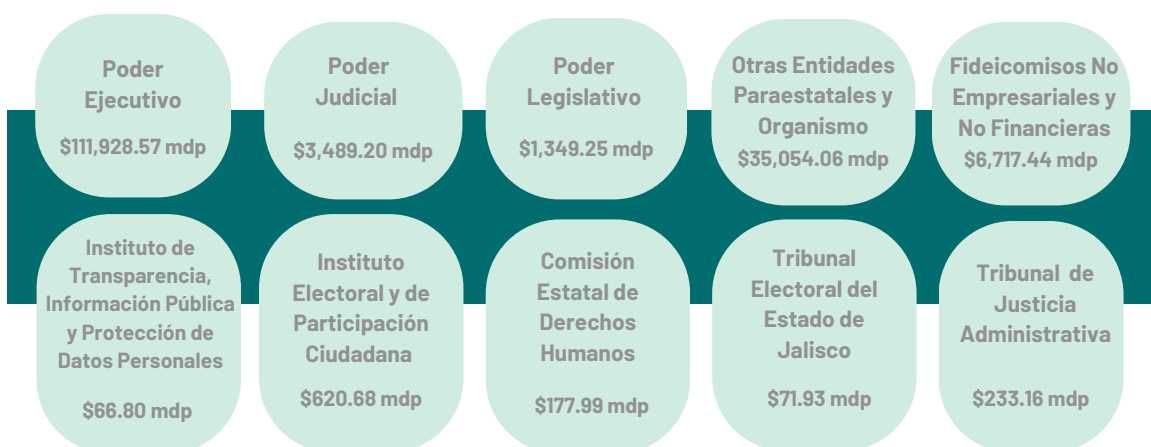 Poder
Ejecutivo
$111,928.57 mdp
Poder
Judicial
$3,489.20 mdp
Poder
Legislativo
$1,349.25 mdp
Otras Entidades
Paraestatales y
Organismo
$35,054.06 mdp
Fideicomisos No
Empresariales y
No Financieras
$6,717.44 mdp
Instituto de
Transparencia,
Información Pública
y Protección de
Datos Personales
$66.80 mdp
Instituto
Electoral y de
Participación
Ciudadana
$620.68 mdp
Comisión
Estatal de
Derechos
Humanos
$177.99 mdp
Tribunal
Electoral del
Estado de
Jalisco
$71.93 mdp
Tribunal de
Justicia
Administrativa
$233.16 mdp